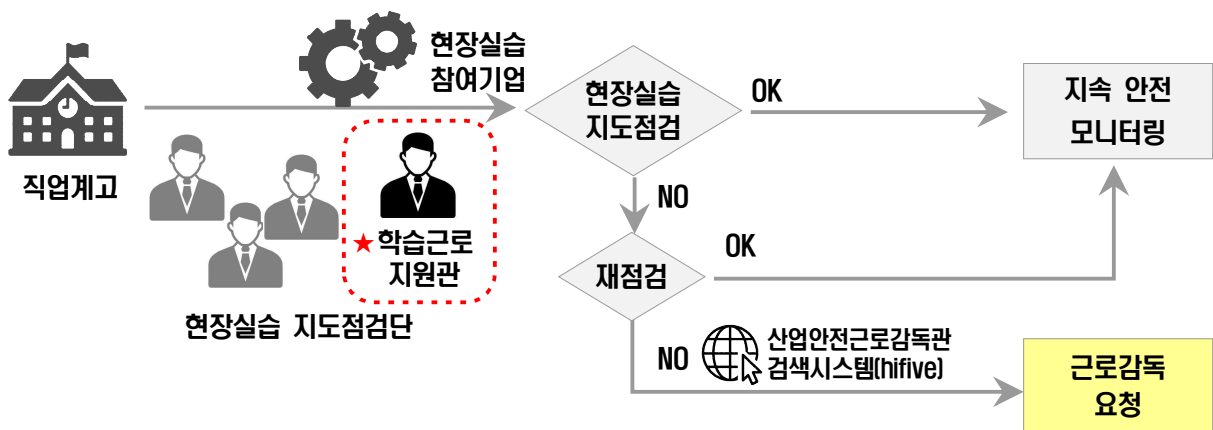 직업계고
현장실습
참여기업
★학습근로
지원관
현장실습 지도점검단
현장실습
지도점검
OK
지속 안전
모니터링
NO
재점검
OK
NO
산업안전근로감독관
검색시스템(hifive)
근로감독
요청